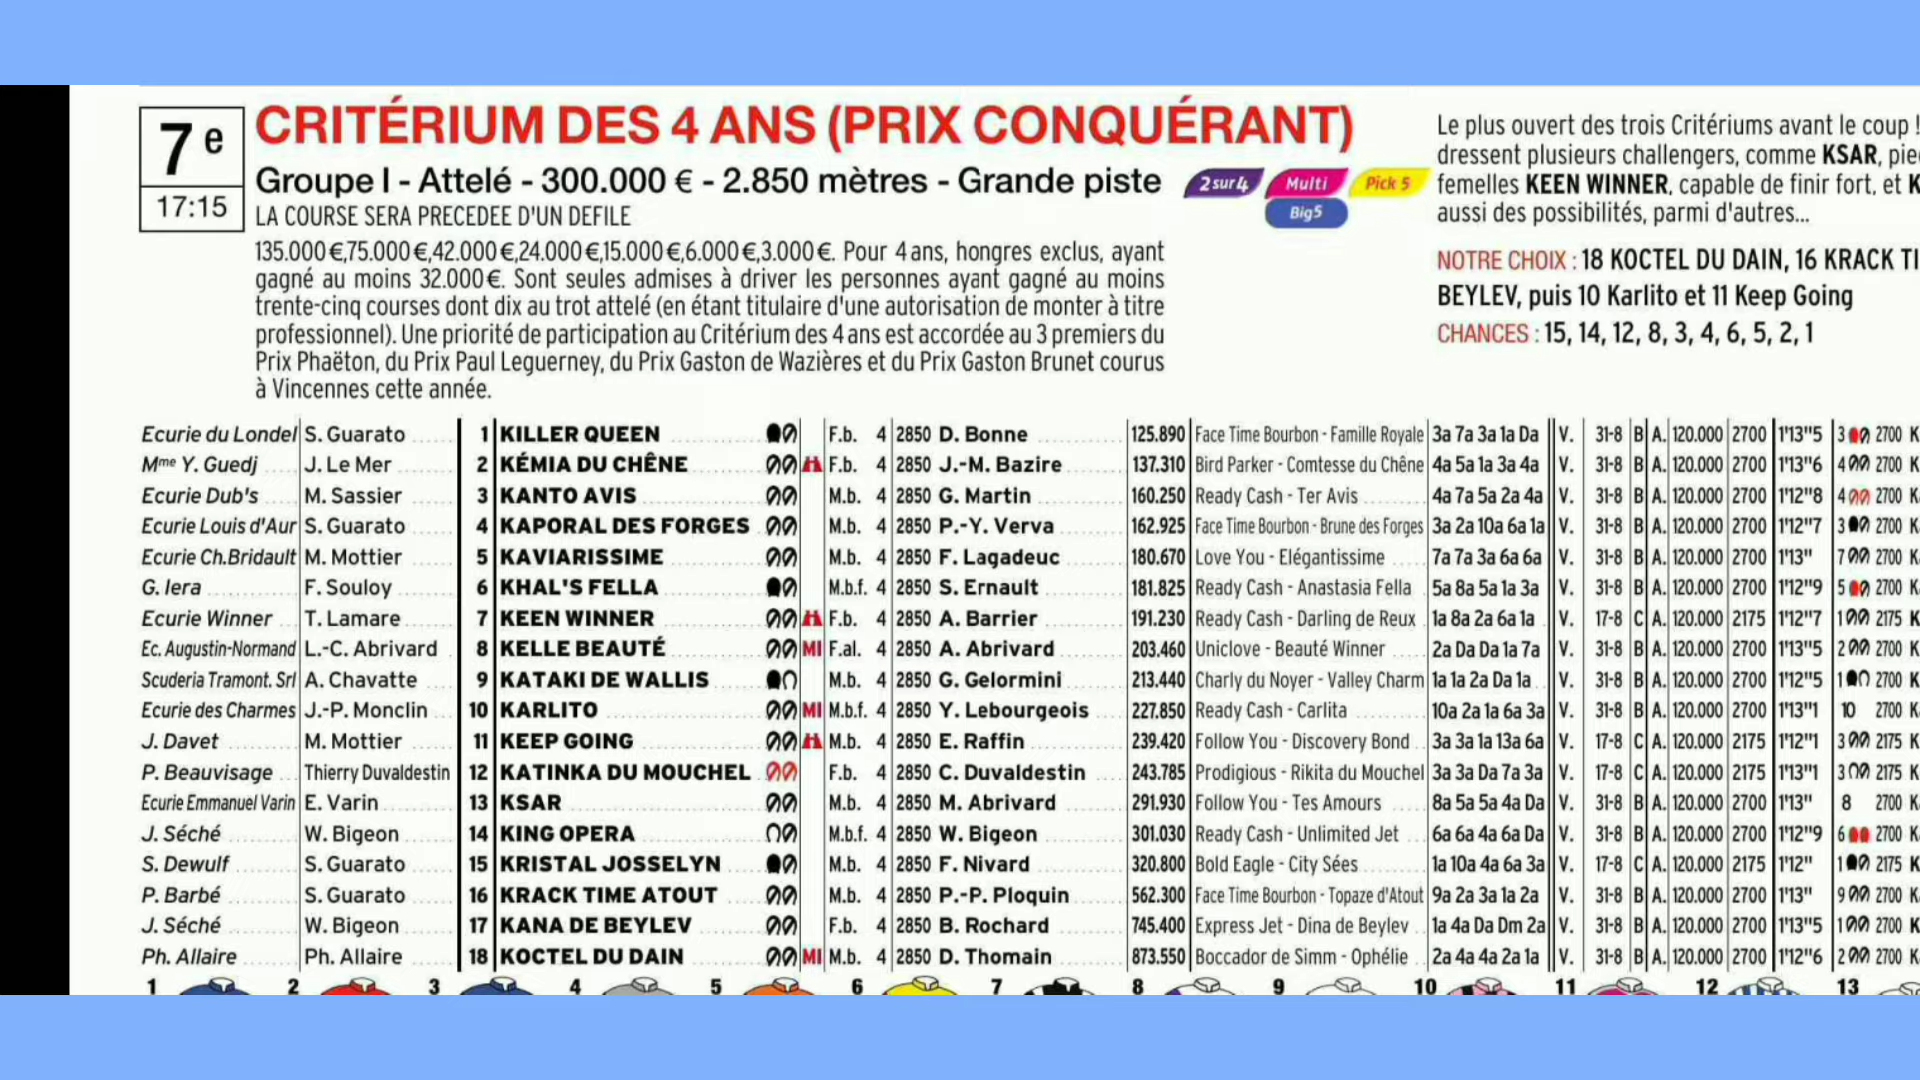 7e
17:15
CRITÉRIUM DES 4 ANS (PRIX CONQUÉRANT)
Groupe I - Attelé - 300.000 € - 2.850 mètres - Grande piste
2sur4 Multi Pick 5
Big5
LA COURSE SERA PRECEDEE D'UN DEFILE
135.000€,75.000€,42.000€,24.000€,15.000€,6.000€,3.000€. Pour 4 ans, hongres exclus, ayant
gagné au moins 32.000€. Sont seules admises à driver les personnes ayant gagné au moins
trente-cinq courses dont dix au trot attelé (en étant titulaire d'une autorisation de monter à titre
professionnel). Une priorité de participation au Critérium des 4 ans est accordée au 3 premiers du
Prix Phaëton, du Prix Paul Leguerney, du Prix Gaston de Wazières et du Prix Gaston Brunet courus
à Vincennes cette année.
Le plus ouvert des trois Critériums avant le coup !
dressent plusieurs challengers, comme KSAR, pie
femelles KEEN WINNER, capable de finir fort, et K
aussi des possibilités, parmi d'autres...
NOTRE CHOIX : 18 KOCTEL DU DAIN, 16 KRACK TI
BEYLEV, puis 10 Karlito et 11 Keep Going
CHANCES : 15, 14, 12, 8, 3, 4, 6, 5, 2, 1
Ecurie du Londel S. Guarato 1 KILLER QUEEN F.b. 4 2850 D. Bonne 125.890 Face Time Bourbon - Famille Royale 3a 7a 3a 1a Da V. 31-8 B A. 120.000 2700 1'13"5 3 2700 K
Mme Y. Guedj J. Le Mer 2 KÉMIA DU CHÊNE F.b. 4 2850 J.-M. Bazire 137.310 Bird Parker - Comtesse du Chêne 4a 5a 1a 3a 4a V. 31-8 B A. 120.000 2700 1'13"6 4 2700 K
Ecurie Dub's M. Sassier 3 KANTO AVIS M.b. 4 2850 G. Martin 160.250 Ready Cash - Ter Avis 4a 7a 5a 2a 4a V. 31-8 B A. 120.000 2700 1'12"8 4 2700 K
Ecurie Louis d'Aur S. Guarato 4 KAPORAL DES FORGES M.b. 4 2850 P.-Y. Verva 162.925 Face Time Bourbon - Brune des Forges 3a 2a 10a 6a 1a V. 31-8 B A. 120.000 2700 1'12"7 3 2700 K
Ecurie Ch.Bridault M. Mottier 5 KAVIARISSIME M.b. 4 2850 F. Lagadeuc 180.670 Love You - Elégantissime 7a 7a 3a 6a 6a V. 31-8 B A. 120.000 2700 1'13" 7 2700 K
G. Iera F. Souloy 6 KHAL'S FELLA M.b.f. 4 2850 S. Ernault 181.825 Ready Cash - Anastasia Fella 5a 8a 5a 1a 3a V. 31-8 B A. 120.000 2700 1'12"9 5 2700 K
Ecurie Winner T. Lamare 7 KEEN WINNER F.b. 4 2850 A. Barrier 191.230 Ready Cash - Darling de Reux 1a 8a 2a 6a 1a V. 17-8 C A. 120.000 2175 1'12"7 1 2175 K
Ec. Augustin-Normand L.-C. Abrivard 8 KELLE BEAUTÉ MI F.al. 4 2850 A. Abrivard 203.460 Uniclove - Beauté Winner 2a Da Da 1a 7a V. 31-8 B A. 120.000 2700 1'13"5 2 2700 K
Scuderia Tramont. Srl A. Chavatte 9 KATAKI DE WALLIS M.b. 4 2850 G. Gelormini 213.440 Charly du Noyer - Valley Charm 1a 1a 2a Da 1a V. 31-8 B A. 120.000 2700 1'12"5 1 2700 K
Ecurie des Charmes J.-P. Monclin 10 KARLITO MI M.b.f. 4 2850 Y. Lebourgeois 227.850 Ready Cash - Carlita 10a 2a 1a 6a 3a V. 31-8 B A. 120.000 2700 1'13"1 10 2700 K
J. Davet M. Mottier 11 KEEP GOING M.b. 4 2850 E. Raffin 239.420 Follow You - Discovery Bond 3a 3a 1a 13a 6a V. 17-8 C A. 120.000 2175 1'12"1 3 2175 K
P. Beauvisage Thierry Duvaldestin 12 KATINKA DU MOUCHEL F.b. 4 2850 C. Duvaldestin 243.785 Prodigious - Rikita du Mouchel 3a 3a Da 7a 3a V. 17-8 C A. 120.000 2175 1'13"1 3 2175 K
Ecurie Emmanuel Varin E. Varin 13 KSAR M.b. 4 2850 M. Abrivard 291.930 Follow You - Tes Amours 8a 5a 5a 4a Da V. 31-8 B A. 120.000 2700 1'13" 8 2700 K
J. Séché W. Bigeon 14 KING OPERA M.b.f. 4 2850 W. Bigeon 301.030 Ready Cash - Unlimited Jet 6a 6a 4a 6a Da V. 31-8 B A. 120.000 2700 1'12"9 6 2700 K
S. Dewulf S. Guarato 15 KRISTAL JOSSELYN M.b. 4 2850 F. Nivard 320.800 Bold Eagle - City Sées 1a 10a 4a 6a 3a V. 17-8 C A. 120.000 2175 1'12" 1 2175 K
P. Barbé S. Guarato 16 KRACK TIME ATOUT M.b. 4 2850 P.-P. Ploquin 562.300 Face Time Bourbon - Topaze d'Atout 9a 2a 3a 1a 2a V. 31-8 B A. 120.000 2700 1'13" 9 2700 K
J. Séché W. Bigeon 17 KANA DE BEYLEV F.b. 4 2850 B. Rochard 745.400 Express Jet - Dina de Beylev 1a 4a Da Dm 2a V. 31-8 B A. 120.000 2700 1'13"5 1 2700 K
Ph. Allaire Ph. Allaire 18 KOCTEL DU DAIN MI M.b. 4 2850 D. Thomain 873.550 Boccador de Simm - Ophélie 2a 4a 4a 2a 1a V. 31-8 B A. 120.000 2700 1'12"6 2 2700 K
1 2 3 4 5 6 7 8 9 10 11 12 13